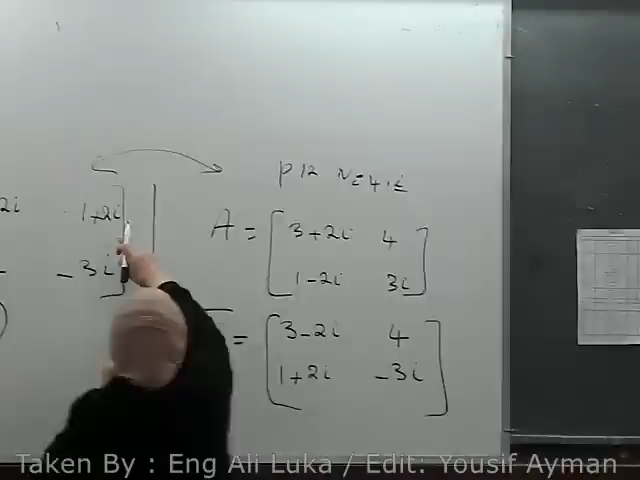 P12 N=4, i
2i 1+2i
A = [ 3+2i 4
1-2i 3i ]
- -3i
= [ 3-2i 4
1+2i -3i ]
Taken By : Eng Ali Luka / Edit: Yousif Ayman